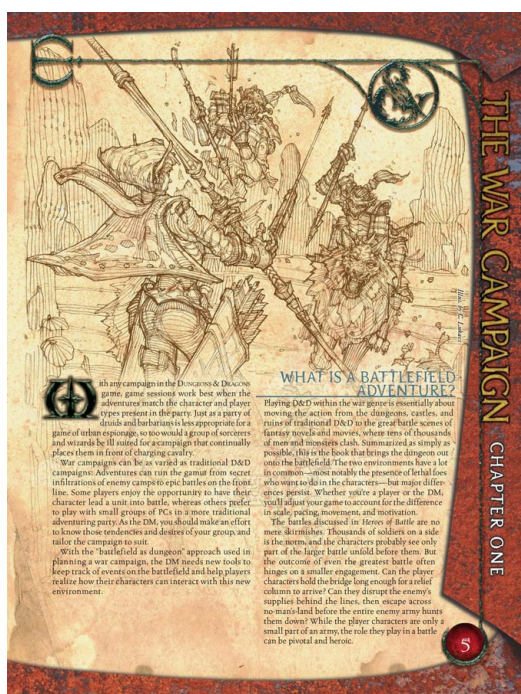 THE WAR CAMPAIGN
CHAPTER ONE
With any campaign in the DUNGEONS & DRAGONS
game, game sessions work best when the
adventures match the character and player
types present in the party. Just as a party of
druids and barbarians is less appropriate for a
game of urban espionage, so too would a group of sorcerers
and wizards be ill suited for a campaign that continually
places them in front of charging cavalry.
War campaigns can be as varied as traditional D&D
campaigns: Adventures can run the gamut from secret
infiltrations of enemy camps to epic battles on the front
line. Some players enjoy the opportunity to have their
character lead a unit into battle, whereas others prefer
to play with small groups of PCs in a more traditional
adventuring party. As the DM, you should make an effort
to know those tendencies and desires of your group, and
tailor the campaign to suit.
With the "battlefield as dungeon" approach used in
planning a war campaign, the DM needs new tools to
keep track of events on the battlefield and help players
realize how their characters can interact with this new
environment.
WHAT IS A BATTLEFIELD
ADVENTURE?
Playing D&D within the war genre is essentially about
moving the action from the dungeons, castles, and
ruins of traditional D&D to the great battle scenes of
fantasy novels and movies, where tens of thousands
of men and monsters clash. Summarized as simply as
possible, this is the book that brings the dungeon out
onto the battlefield. The two environments have a lot
in common—most notably the presence of lethal foes
who want to do in the characters—but major differ-
ences persist. Whether you're a player or the DM,
you'll adjust your game to account for the difference
in scale, pacing, movement, and motivation.
The battles discussed in Heroes of Battle are no
mere skirmishes. Thousands of soldiers on a side
is the norm, and the characters probably see only
part of the larger battle unfold before them. But
the outcome of even the greatest battle often
hinges on a smaller engagement. Can the player
characters hold the bridge long enough for a relief
column to arrive? Can they disrupt the enemy's
supplies behind the lines, then escape across
no-man's-land before the entire enemy army hunts
them down? While the player characters are only a
small part of an army, the role they play in a battle
can be pivotal and heroic.
5